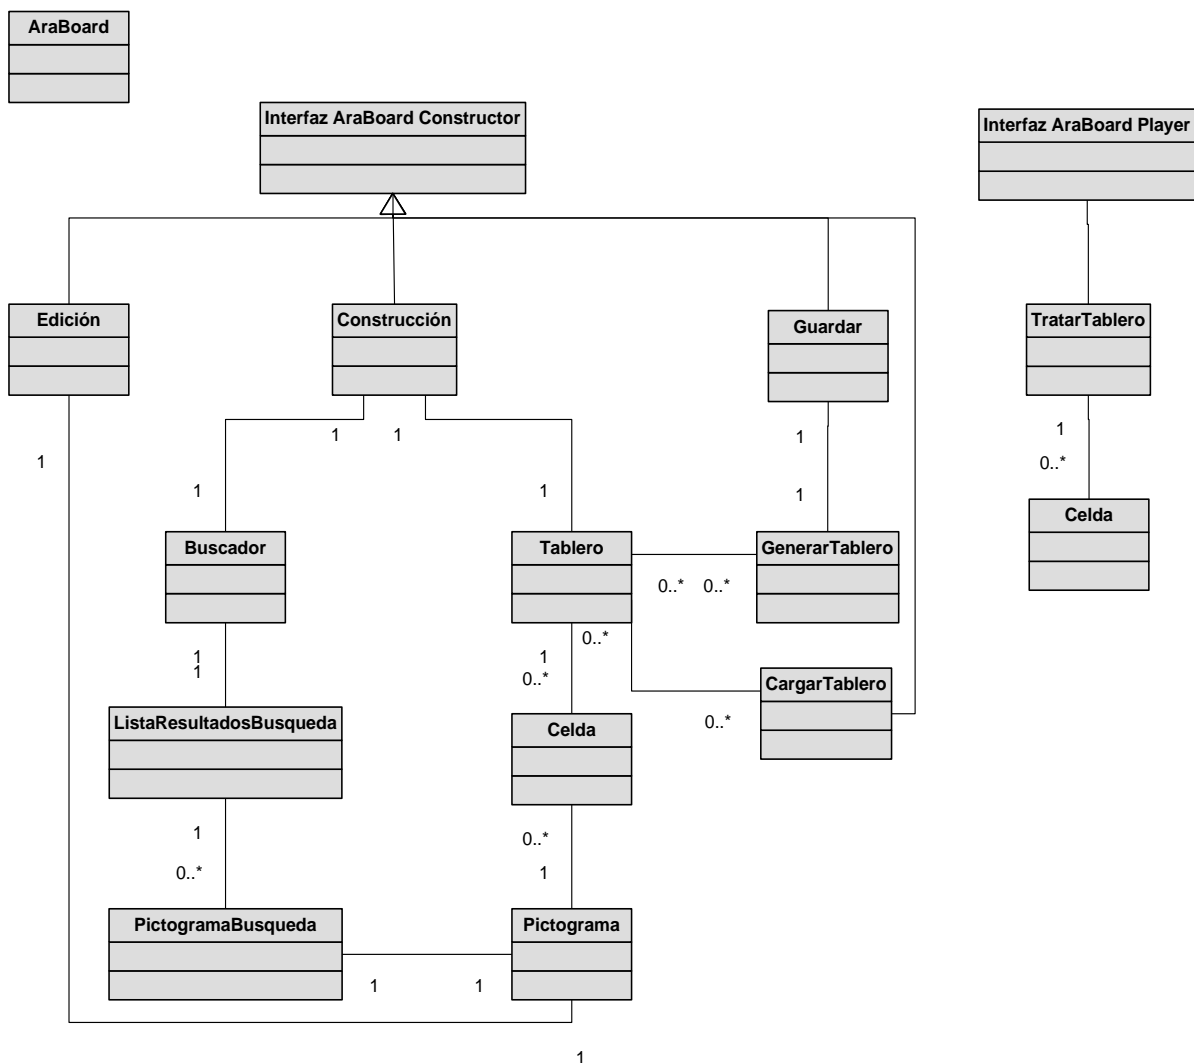 AraBoard
Interfaz AraBoard Constructor
Interfaz AraBoard Player
Edición
Construcción
Guardar
TratarTablero
1
1
1
1
1
1
0..*
1
1
1
Celda
Buscador
Tablero
GenerarTablero
0..*
0..*
0..*
1
1
1
0..*
CargarTablero
ListaResultadosBusqueda
Celda
0..*
1
0..*
0..*
1
PictogramaBusqueda
Pictograma
1
1
1